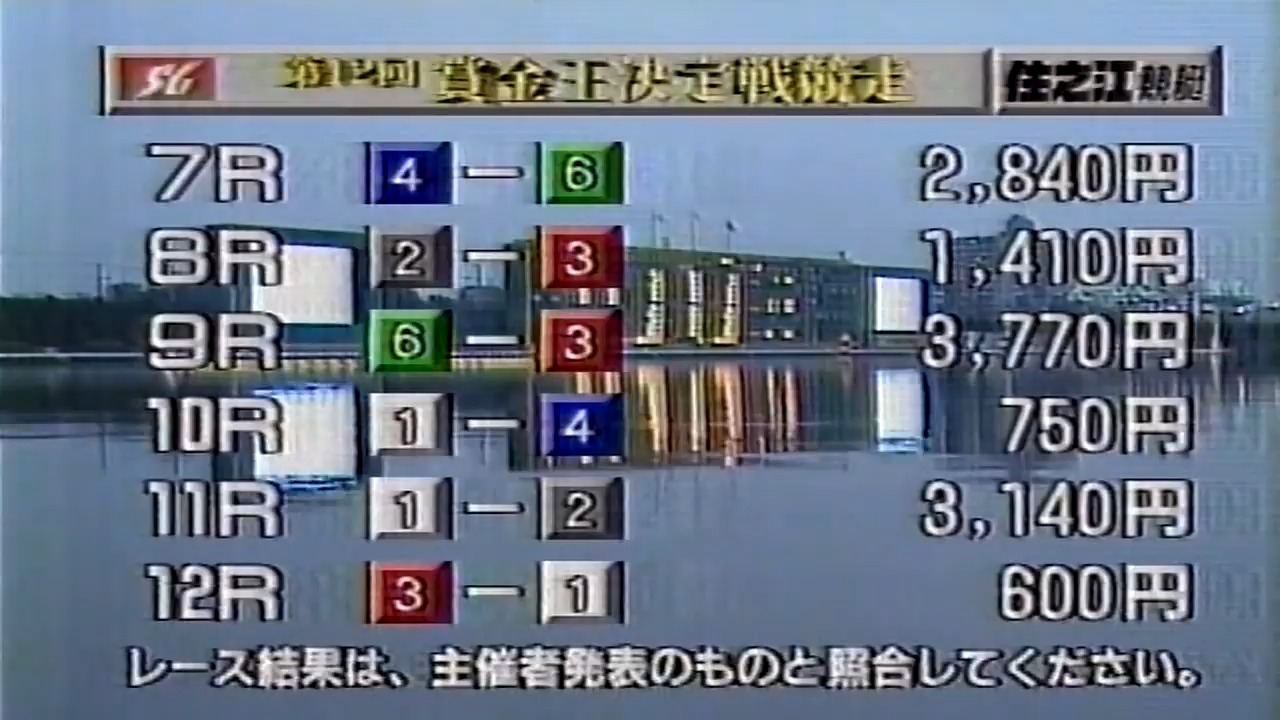 SG 賞金王決定戦競走 住之江競艇
7R 4-6 2,840円
8R 2-3 1,410円
9R 6-3 3,770円
10R 1-4 750円
11R 1-2 3,140円
12R 3-1 600円
レース結果は、主催者発表のものと照合してください。